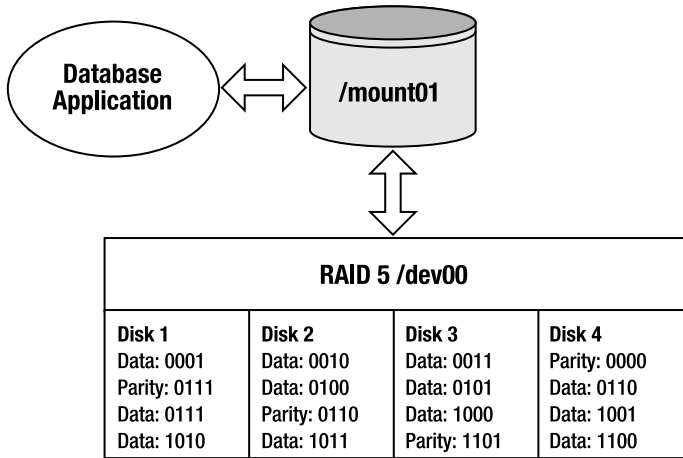 Database
Application
/mount01
RAID 5 /dev00
Disk 1
Data: 0001
Parity: 0111
Data: 0111
Data: 1010
Disk 2
Data: 0010
Data: 0100
Parity: 0110
Data: 1011
Disk 3
Data: 0011
Data: 0101
Data: 1000
Parity: 1101
Disk 4
Parity: 0000
Data: 0110
Data: 1001
Data: 1100